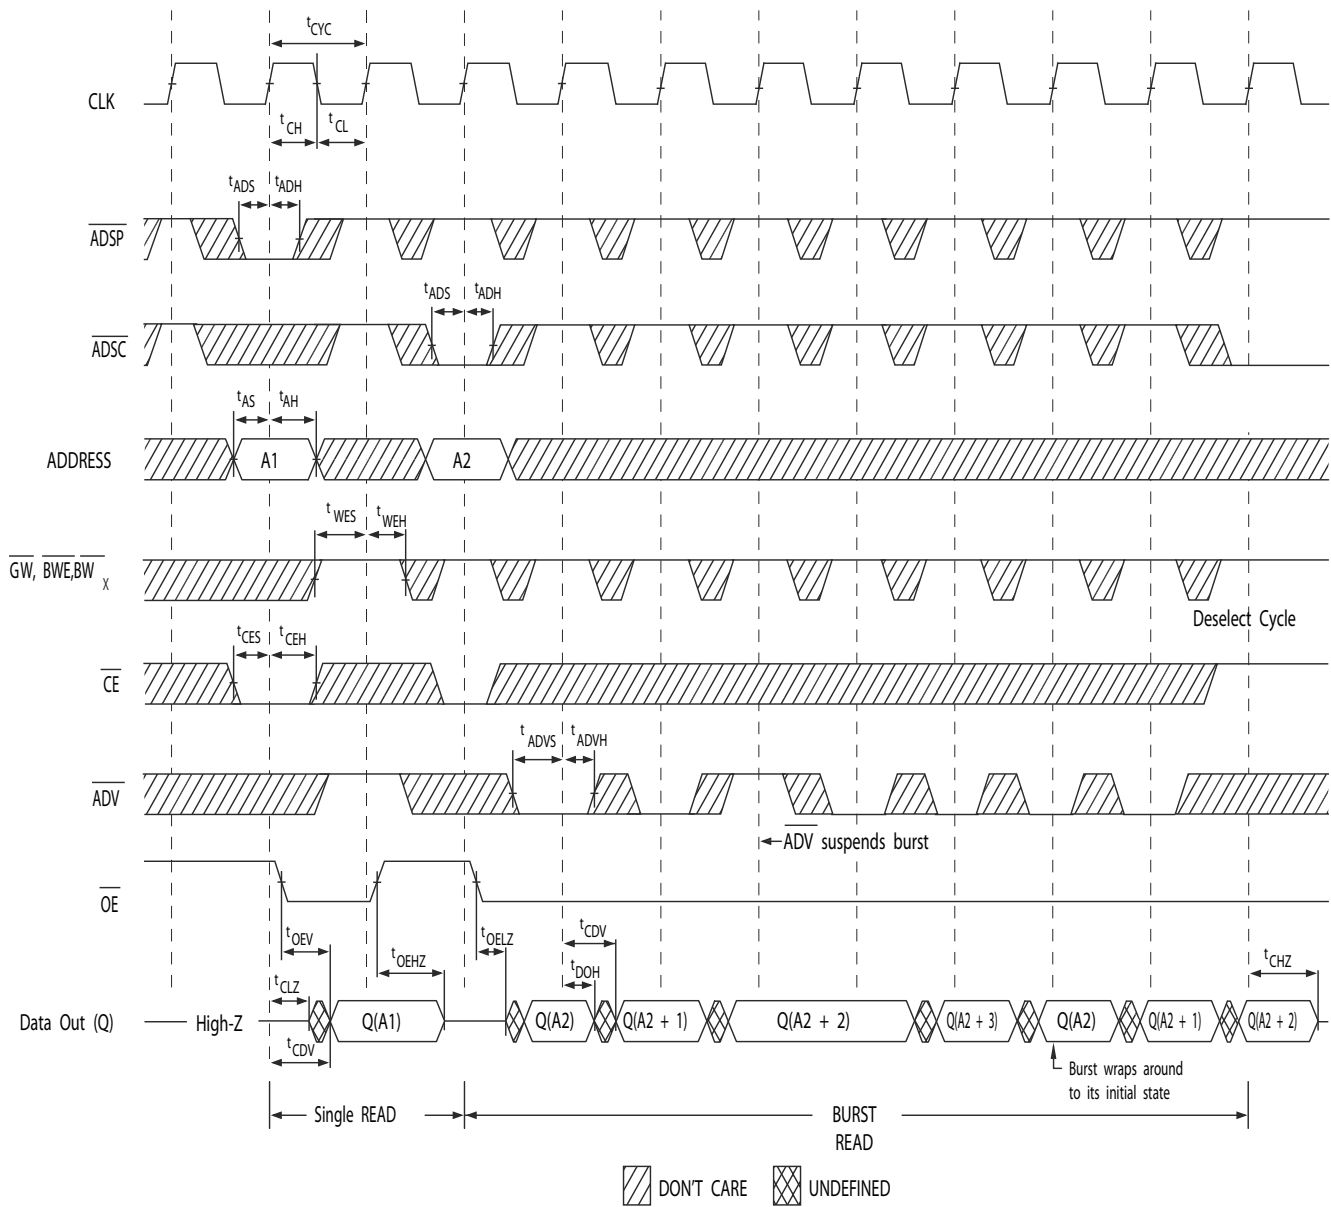 tCYC
CLK
tCH
tCL
tADS
tADH
ADSP
tADS
tADH
ADSC
tAS
tAH
ADDRESS
A1
A2
tWES
tWEH
GW, BWE,BWX
Deselect Cycle
tCES
tCEH
CE
tADVS
tADVH
ADV
ADV suspends burst
OE
tOEV
tOEHZ
tOELZ
tCDV
tCHZ
tCLZ
tDOH
Data Out (Q)
High-Z
Q(A1)
Q(A2)
Q(A2 + 1)
Q(A2 + 2)
Q(A2 + 3)
Q(A2)
Q(A2 + 1)
Q(A2 + 2)
tCDV
Burst wraps around
to its initial state
Single READ
BURST
READ
DON'T CARE
UNDEFINED